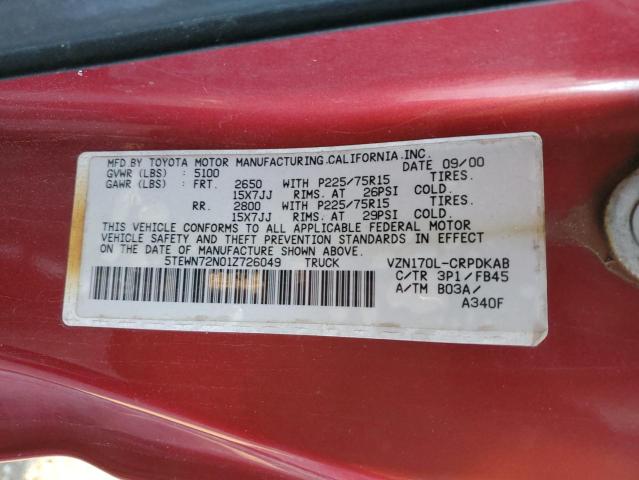 MFD.BY TOYOTA MOTOR MANUFACTURING.CALIFORNIA.INC.
GVWR (LBS) : 5100 DATE 09/00
GAWR (LBS) : FRT. 2650 WITH P225/75R15 TIRES.
15X7JJ RIMS. AT 26PSI COLD.
RR. 2800 WITH P225/75R15 TIRES.
15X7JJ RIMS. AT 29PSI COLD.
THIS VEHICLE CONFORMS TO ALL APPLICABLE FEDERAL MOTOR
VEHICLE SAFETY AND THEFT PREVENTION STANDARDS IN EFFECT
ON THE DATE OF MANUFACTURE SHOWN ABOVE.
5TEWN72N01Z726049 TRUCK VZN170L-CRPDKAB
C/TR 3P1/FB45
A/TM B03A/
A340F